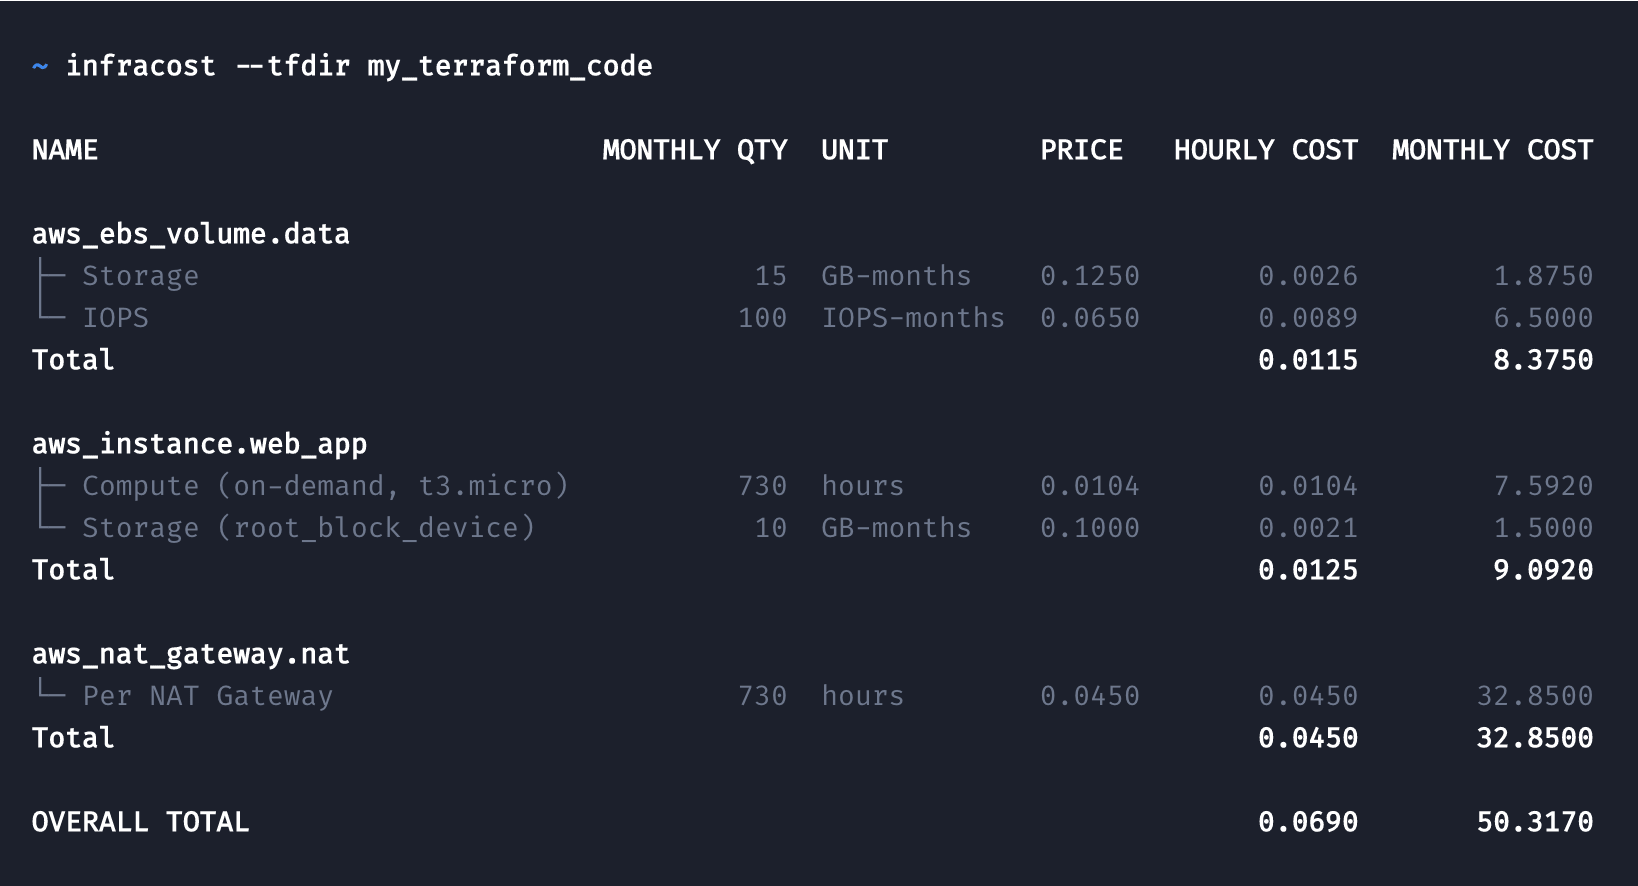 ~ infracost --tfdir my_terraform_code
NAME MONTHLY QTY UNIT PRICE HOURLY COST MONTHLY COST
aws_ebs_volume.data
├─ Storage 15 GB-months 0.1250 0.0026 1.8750
└─ IOPS 100 IOPS-months 0.0650 0.0089 6.5000
Total 0.0115 8.3750
aws_instance.web_app
├─ Compute (on-demand, t3.micro) 730 hours 0.0104 0.0104 7.5920
└─ Storage (root_block_device) 10 GB-months 0.1000 0.0021 1.5000
Total 0.0125 9.0920
aws_nat_gateway.nat
└─ Per NAT Gateway 730 hours 0.0450 0.0450 32.8500
Total 0.0450 32.8500
OVERALL TOTAL 0.0690 50.3170